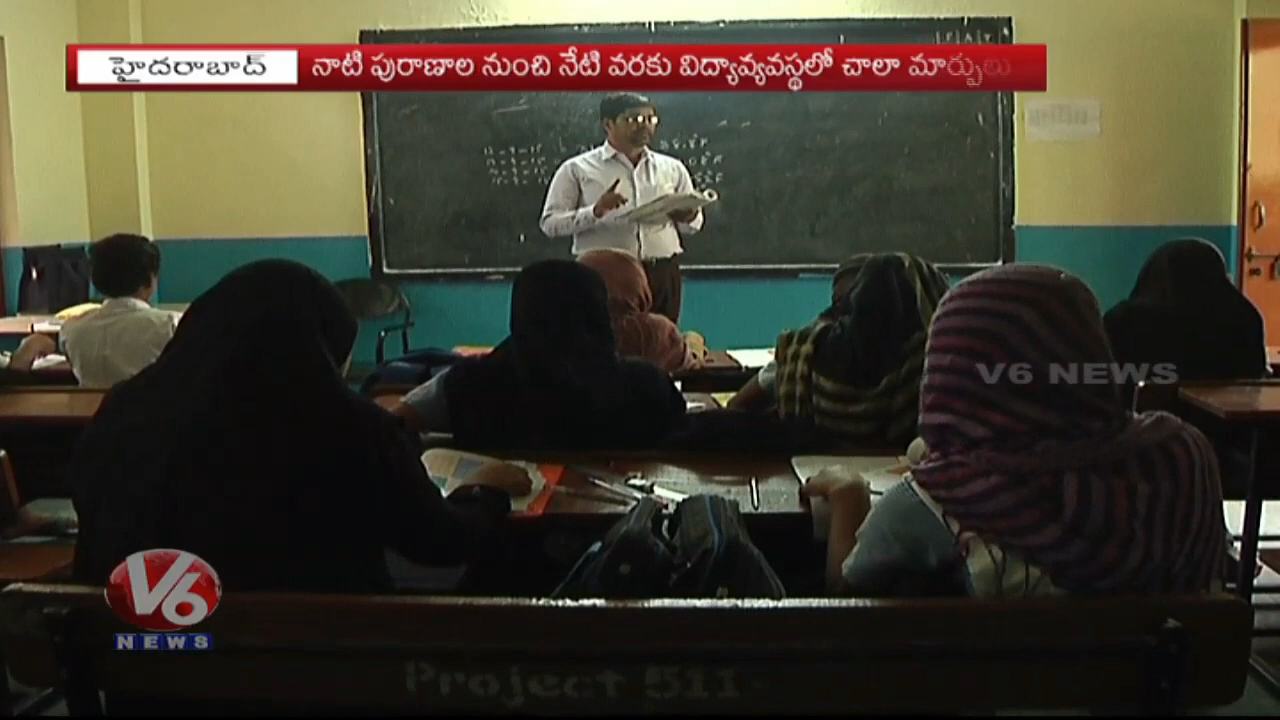 హైదరాబాద్
నాటి పురాణాల నుంచి నేటి వరకు విద్యావ్యవస్థలో చాలా మార్పులు
V6 NEWS
V6
NEWS
Project 511